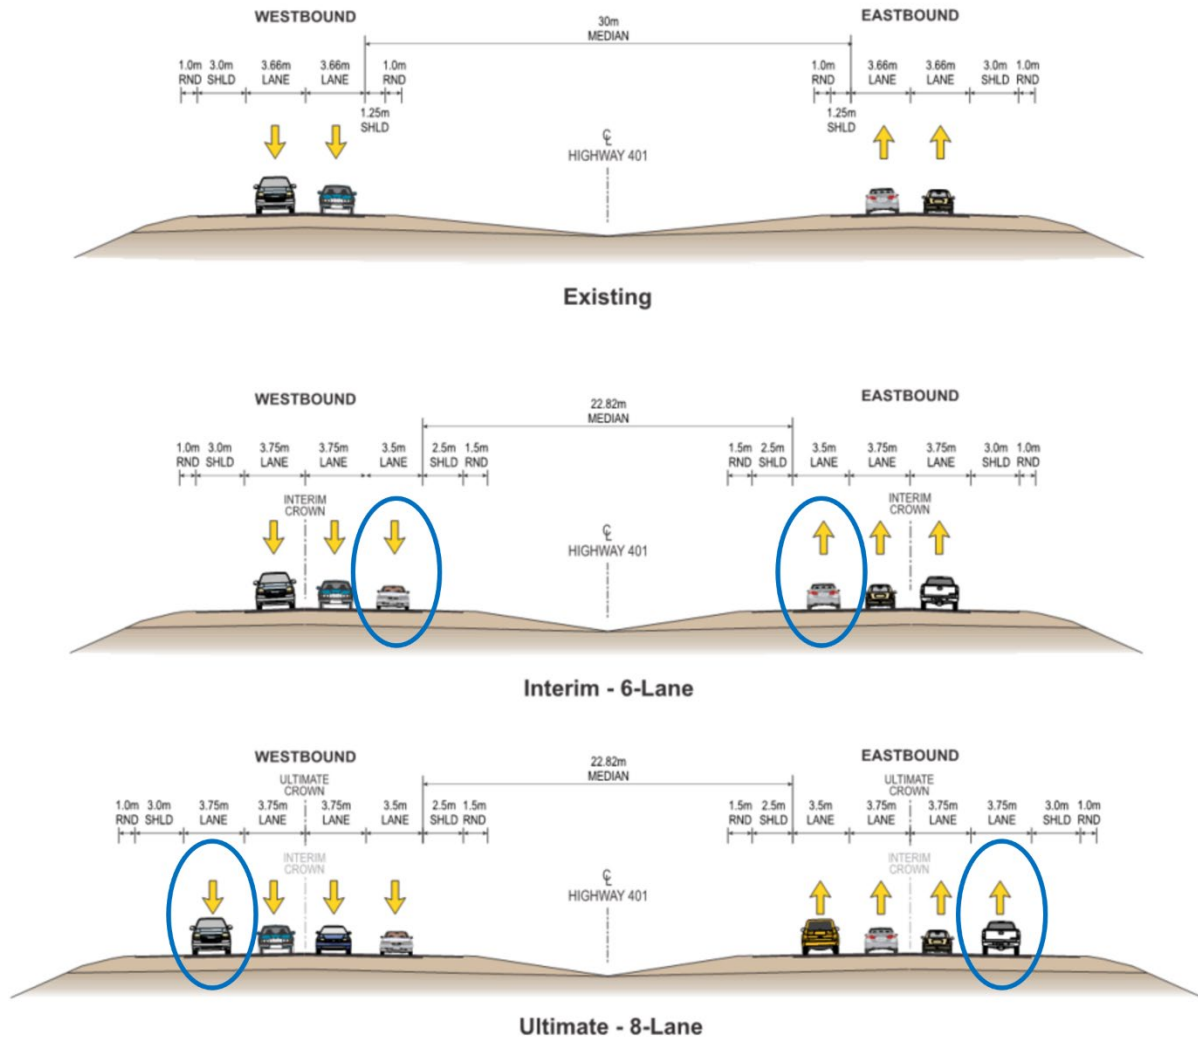 WESTBOUND
EASTBOUND
30m
MEDIAN
1.0m 3.0m 3.66m 3.66m 1.0m
RND SHLD LANE LANE RND
1.25m
SHLD
3.66m 3.66m 3.0m 1.0m
1.0m LANE LANE SHLD RND
RND
1.25m
SHLD
℄
HIGHWAY 401
Existing
WESTBOUND
EASTBOUND
22.82m
MEDIAN
1.0m 3.0m 3.75m 3.75m 3.5m 2.5m 1.5m
RND SHLD LANE LANE LANE SHLD RND
1.5m 2.5m 3.5m 3.75m 3.75m 3.0m 1.0m
RND SHLD LANE LANE LANE SHLD RND
INTERIM
CROWN
INTERIM
CROWN
℄
HIGHWAY 401
Interim - 6-Lane
WESTBOUND
EASTBOUND
22.82m
MEDIAN
ULTIMATE
CROWN
ULTIMATE
CROWN
1.0m 3.0m 3.75m 3.75m 3.75m 3.5m 2.5m 1.5m
RND SHLD LANE LANE LANE LANE SHLD RND
1.5m 2.5m 3.5m 3.75m 3.75m 3.75m 3.0m 1.0m
RND SHLD LANE LANE LANE LANE SHLD RND
INTERIM
CROWN
INTERIM
CROWN
℄
HIGHWAY 401
Ultimate - 8-Lane